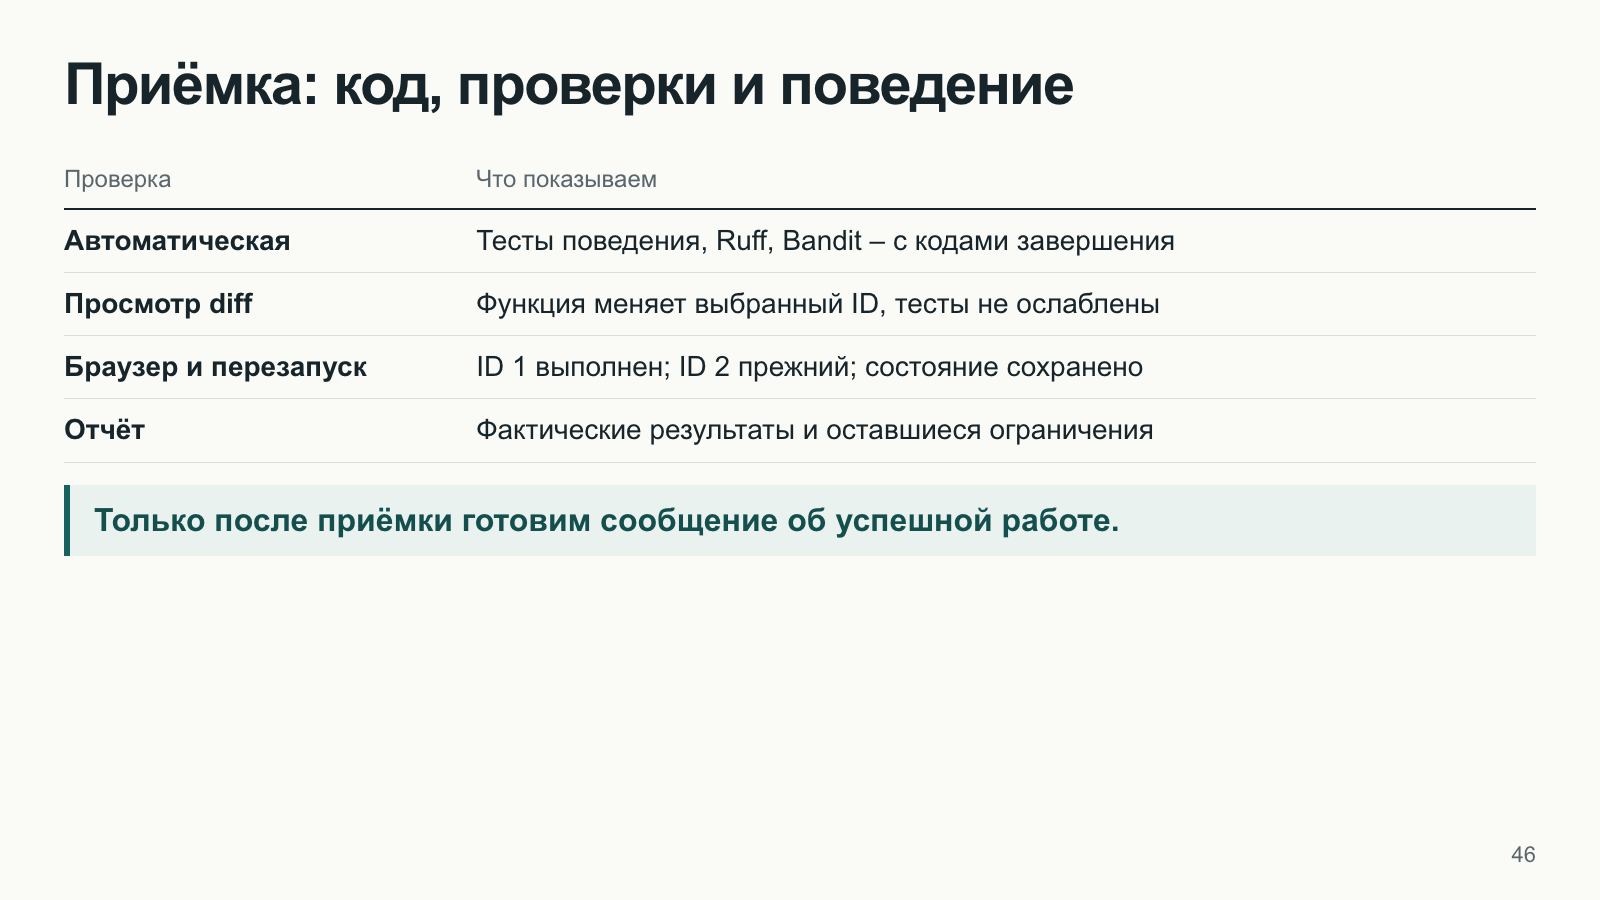 Приёмка: код, проверки и поведение
Проверка Что показываем
Автоматическая Тесты поведения, Ruff, Bandit – с кодами завершения
Просмотр diff Функция меняет выбранный ID, тесты не ослаблены
Браузер и перезапуск ID 1 выполнен; ID 2 прежний; состояние сохранено
Отчёт Фактические результаты и оставшиеся ограничения
Только после приёмки готовим сообщение об успешной работе.
46